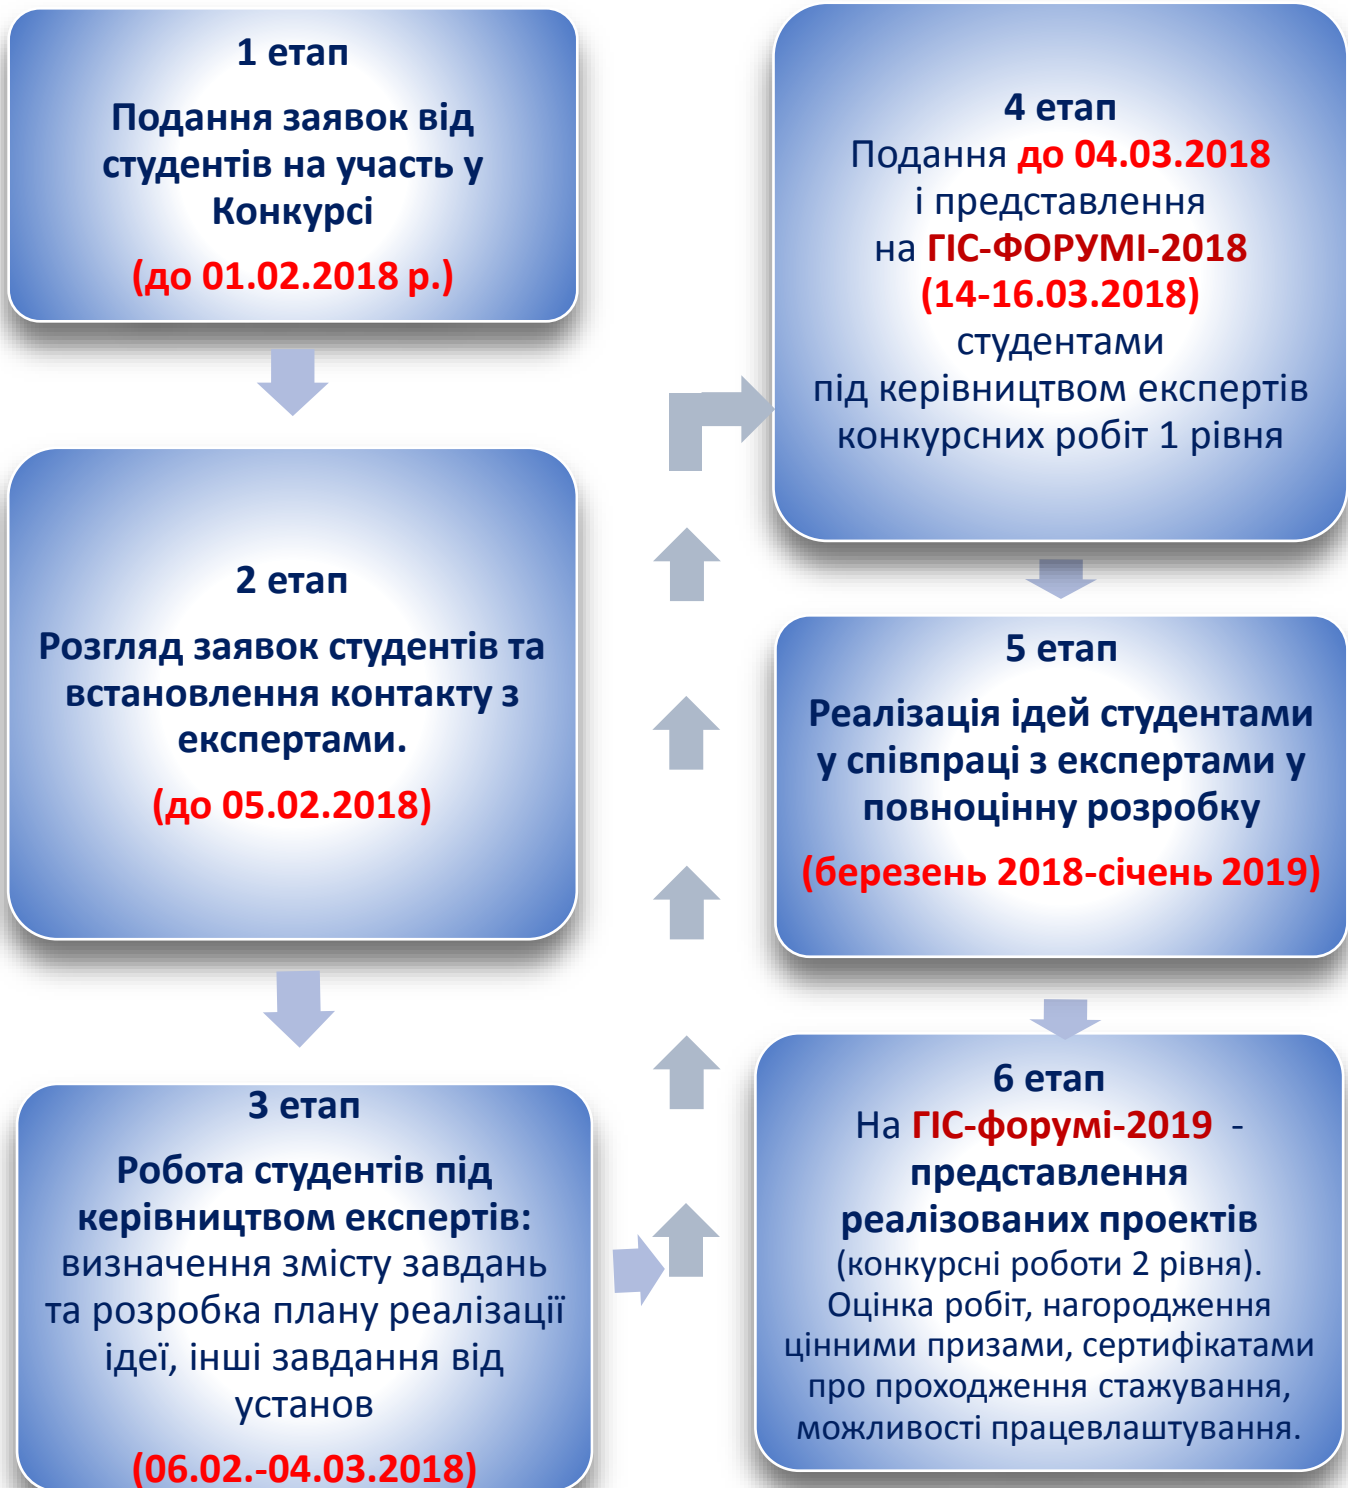 1 етап
Подання заявок від
студентів на участь у
Конкурсі
(до 01.02.2018 р.)
2 етап
Розгляд заявок студентів та
встановлення контакту з
експертами.
(до 05.02.2018)
3 етап
Робота студентів під
керівництвом експертів:
визначення змісту завдань
та розробка плану реалізації
ідеї, інші завдання від
установ
(06.02.-04.03.2018)
4 етап
Подання до 04.03.2018
і представлення
на ГІС-ФОРУМІ-2018
(14-16.03.2018)
студентами
під керівництвом експертів
конкурсних робіт 1 рівня
5 етап
Реалізація ідей студентами
у співпраці з експертами у
повноцінну розробку
(березень 2018-січень 2019)
6 етап
На ГІС-форумі-2019 -
представлення
реалізованих проектів
(конкурсні роботи 2 рівня).
Оцінка робіт, нагородження
цінними призами, сертифікатами
про проходження стажування,
можливості працевлаштування.